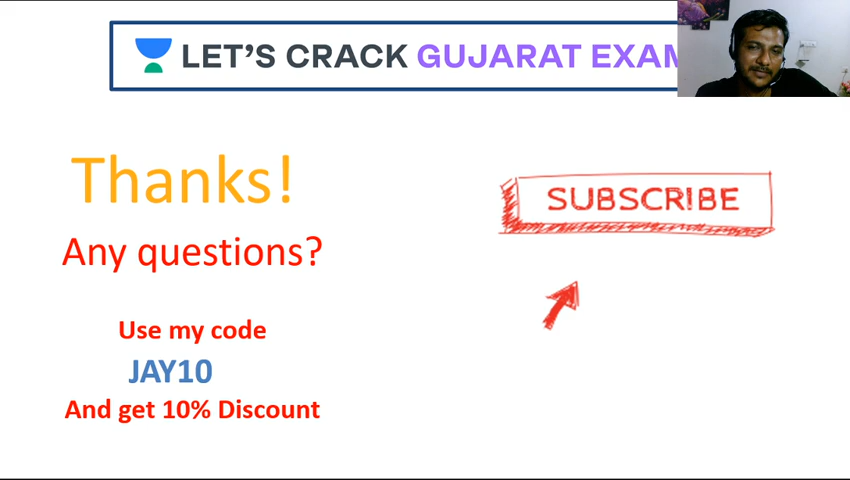 LET'S CRACK GUJARAT EXAM
Thanks!
Any questions?
SUBSCRIBE
Use my code
JAY10
And get 10% Discount